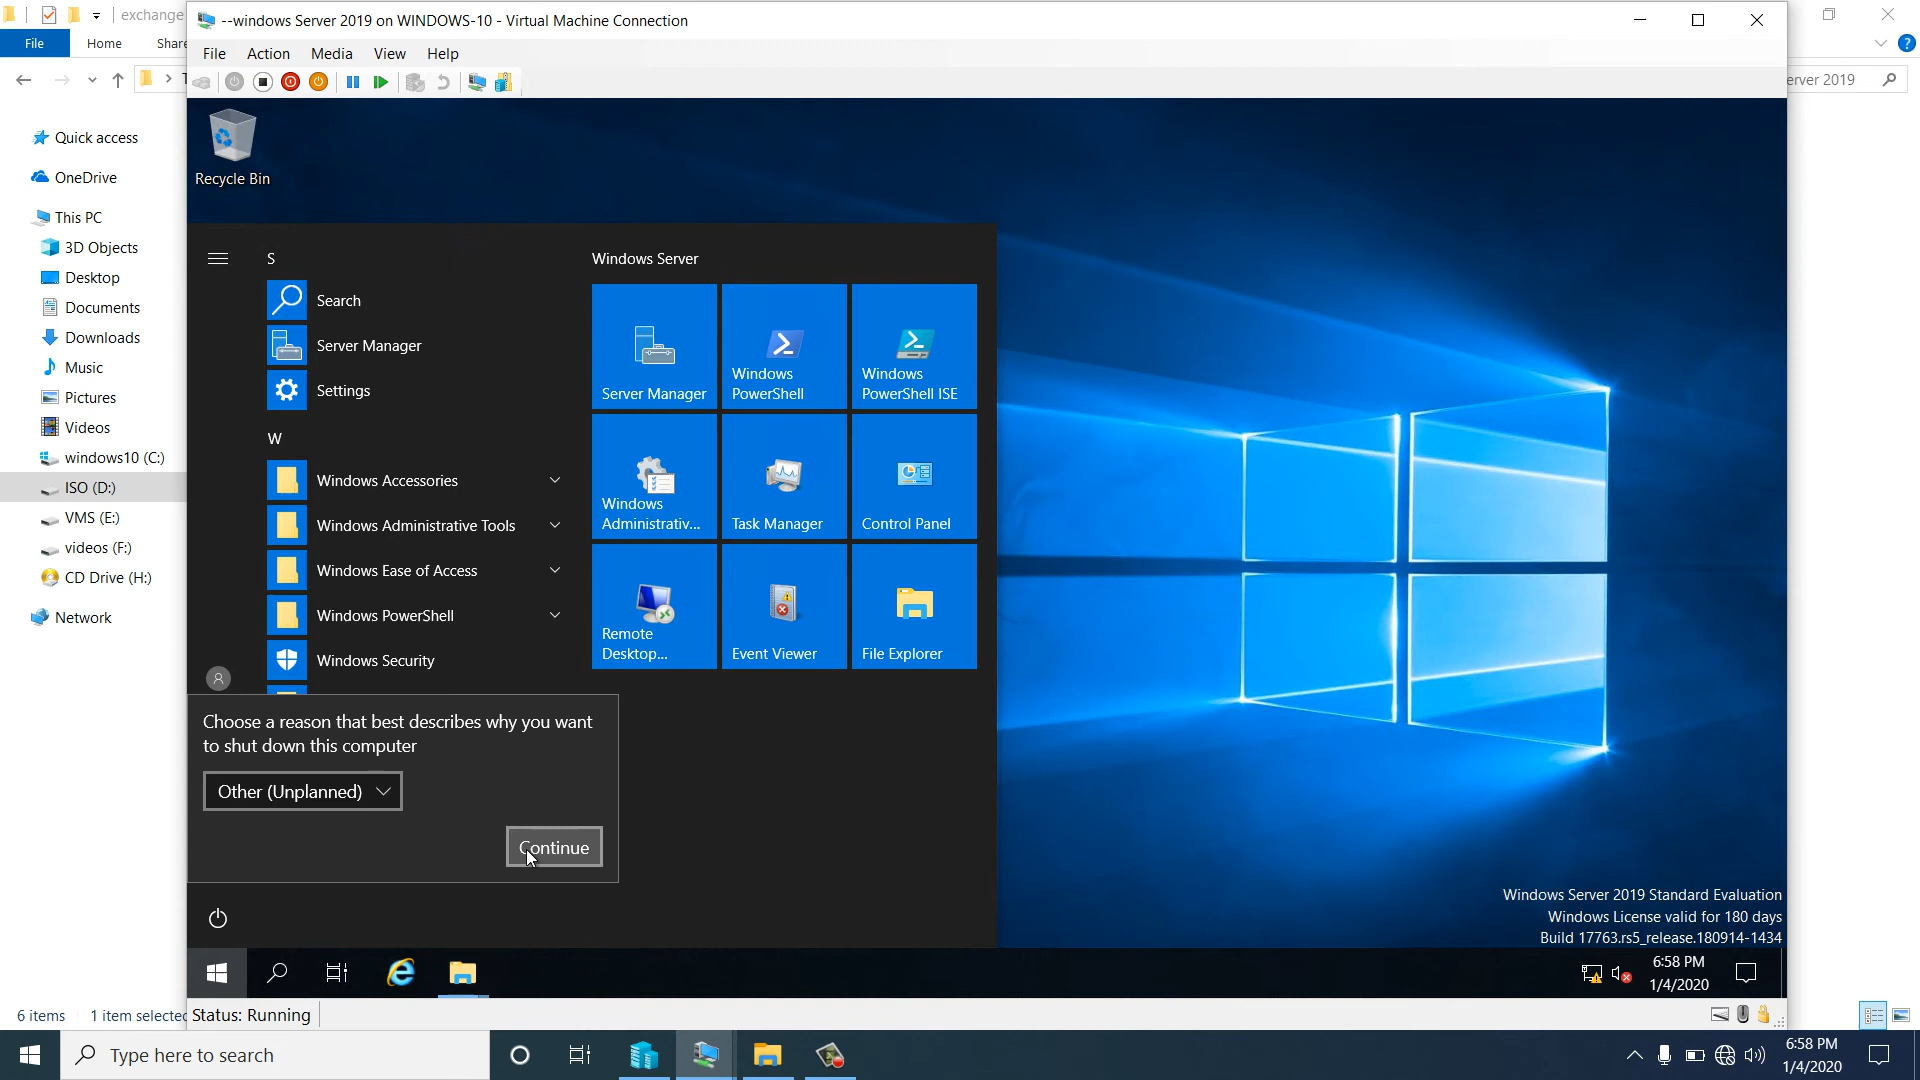 exchange
--windows Server 2019 on WINDOWS-10 - Virtual Machine Connection
File
Home
Share
File
Action
Media
View
Help
erver 2019
Quick access
OneDrive
This PC
3D Objects
Desktop
Documents
Downloads
Music
Pictures
Videos
windows10 (C:)
ISO (D:)
VMS (E:)
videos (F:)
CD Drive (H:)
Network
6 items
1 item selected
Recycle Bin
S
Search
Server Manager
Settings
W
Windows Accessories
Windows Administrative Tools
Windows Ease of Access
Windows PowerShell
Windows Security
Windows Server
Server Manager
Windows
PowerShell
Windows
PowerShell ISE
Windows
Administrativ...
Task Manager
Control Panel
Remote
Desktop...
Event Viewer
File Explorer
Choose a reason that best describes why you want
to shut down this computer
Other (Unplanned)
Continue
Windows Server 2019 Standard Evaluation
Windows License valid for 180 days
Build 17763.rs5_release.180914-1434
6:58 PM
1/4/2020
Status: Running
Type here to search
6:58 PM
1/4/2020